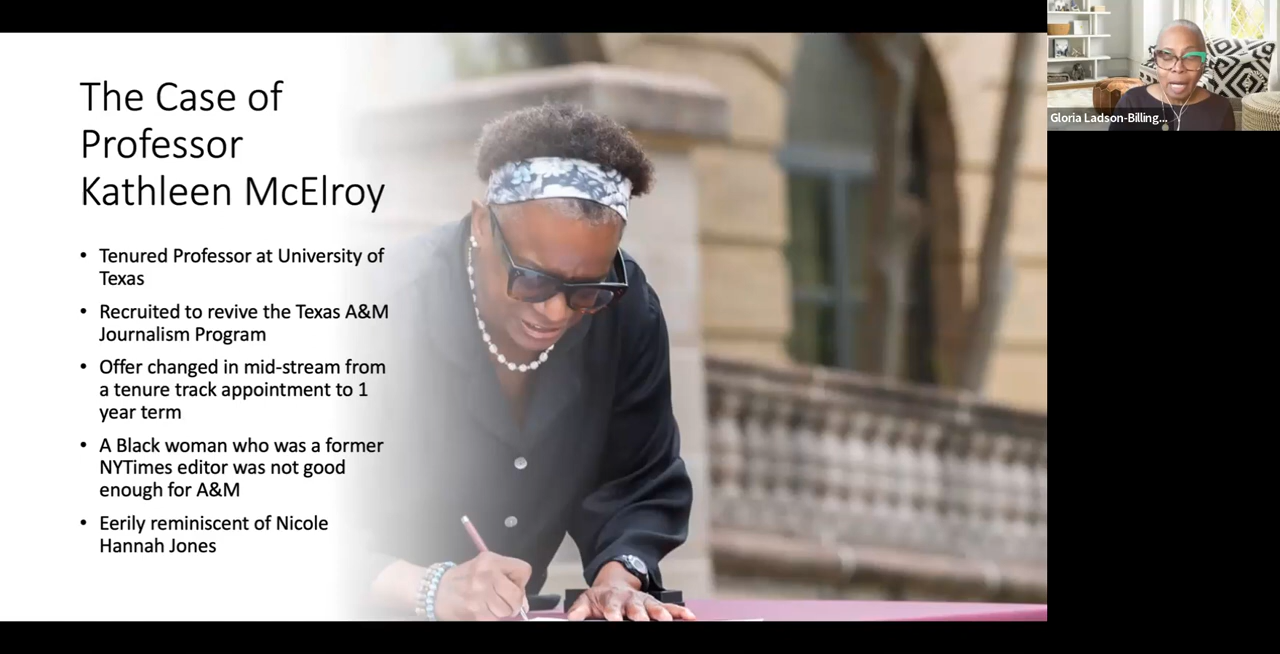 The Case of
Professor
Kathleen McElroy
• Tenured Professor at University of
Texas
• Recruited to revive the Texas A&M
Journalism Program
• Offer changed in mid-stream from
a tenure track appointment to 1
year term
• A Black woman who was a former
NYTimes editor was not good
enough for A&M
• Eerily reminiscent of Nicole
Hannah Jones
Gloria Ladson-Billing...